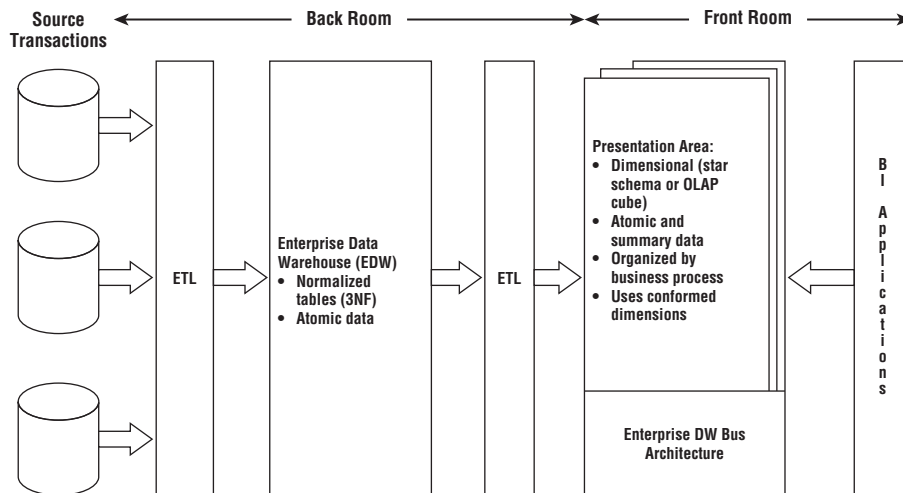 Source
Transactions
Back Room
Front Room
ETL
Enterprise Data
Warehouse (EDW)
• Normalized
tables (3NF)
• Atomic data
ETL
Presentation Area:
• Dimensional (star
schema or OLAP
cube)
• Atomic and
summary data
• Organized by
business process
• Uses conformed
dimensions
Enterprise DW Bus
Architecture
BI Applications